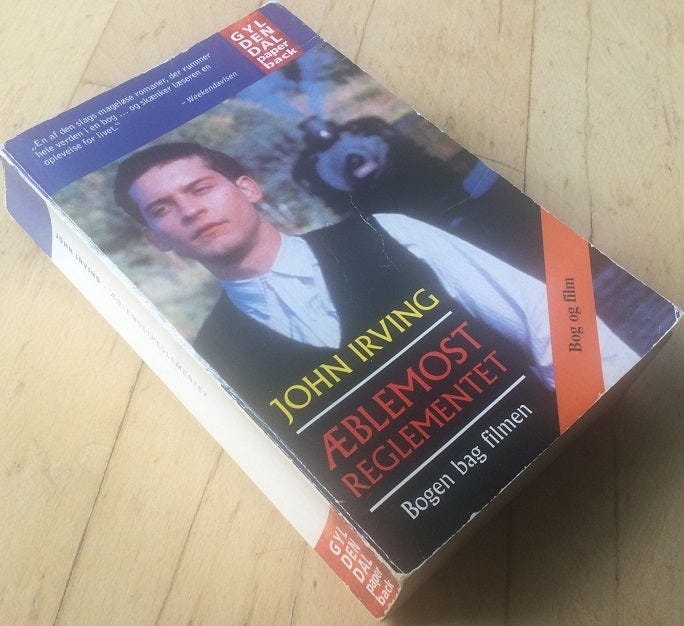 GYL
DEN
DAL
paper
back
„En af den slags mageløse romaner, der rummer
hele verden i en bog ... og skænker læseren en
oplevelse for livet.“
– Weekendavisen
JOHN IRVING
ÆBLEMOST
REGLEMENTET
Bogen bag filmen
Bog og film
JOHN IRVING ÆBLEMOSTREGLEMENTET
GYL
DEN
DAL
paper
back